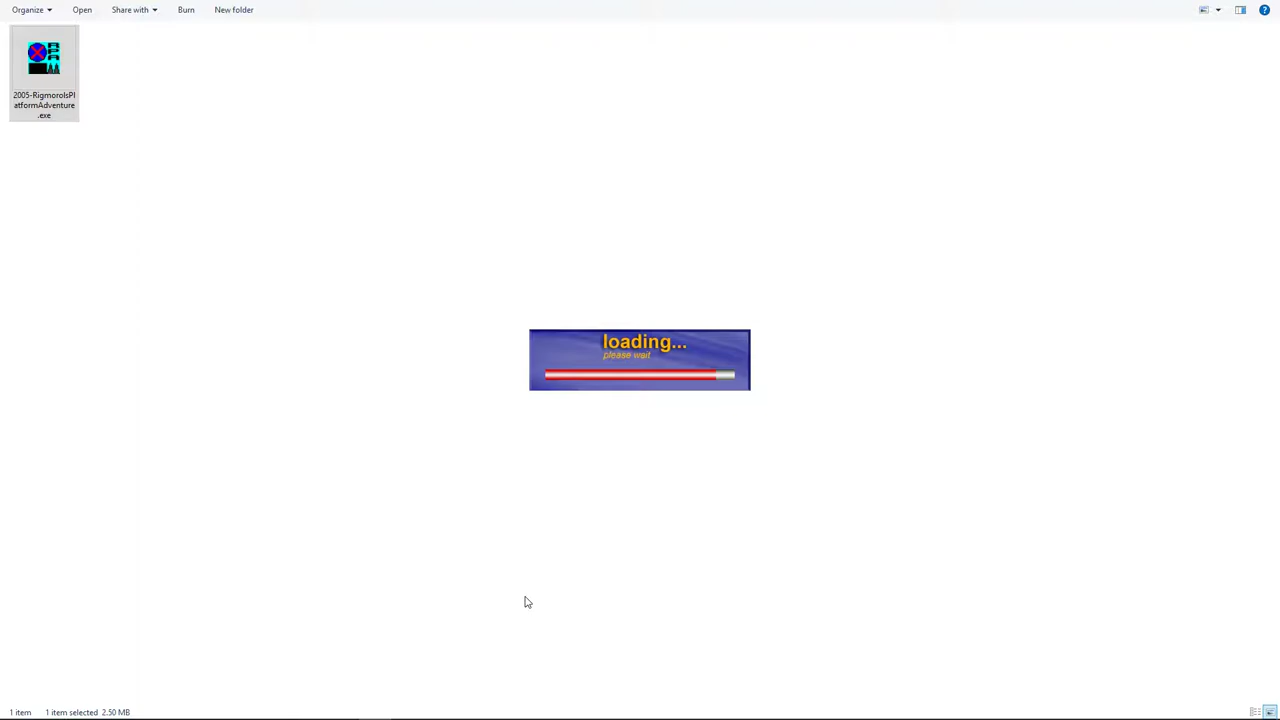 Organize Open Share with Burn New folder
2005-RigmorolsPl
atformAdventure
.exe
loading...
please wait
1 item 1 item selected 2.50 MB